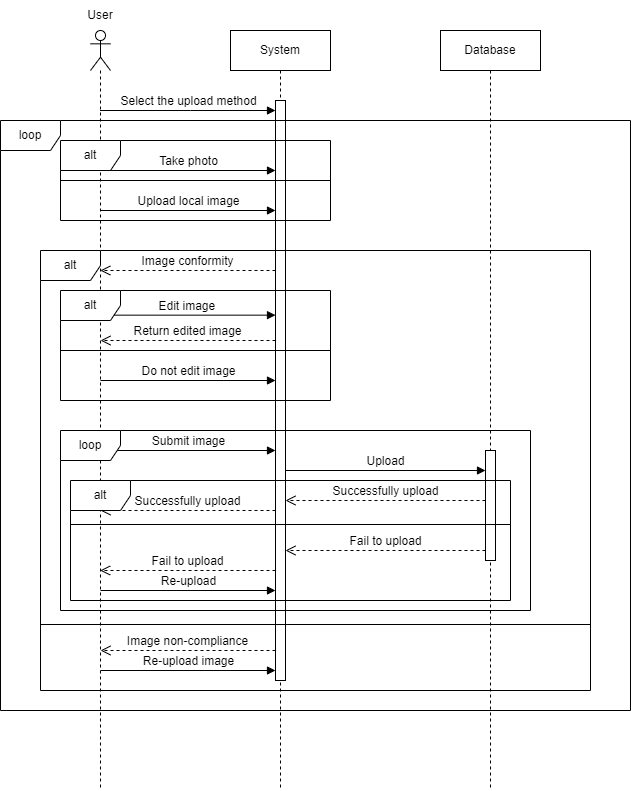 User
System
Database
Select the upload method
loop
alt
Take photo
Upload local image
alt
Image conformity
alt
Edit image
Return edited image
Do not edit image
loop
Submit image
Upload
alt
Successfully upload
Successfully upload
Fail to upload
Fail to upload
Re-upload
Image non-compliance
Re-upload image